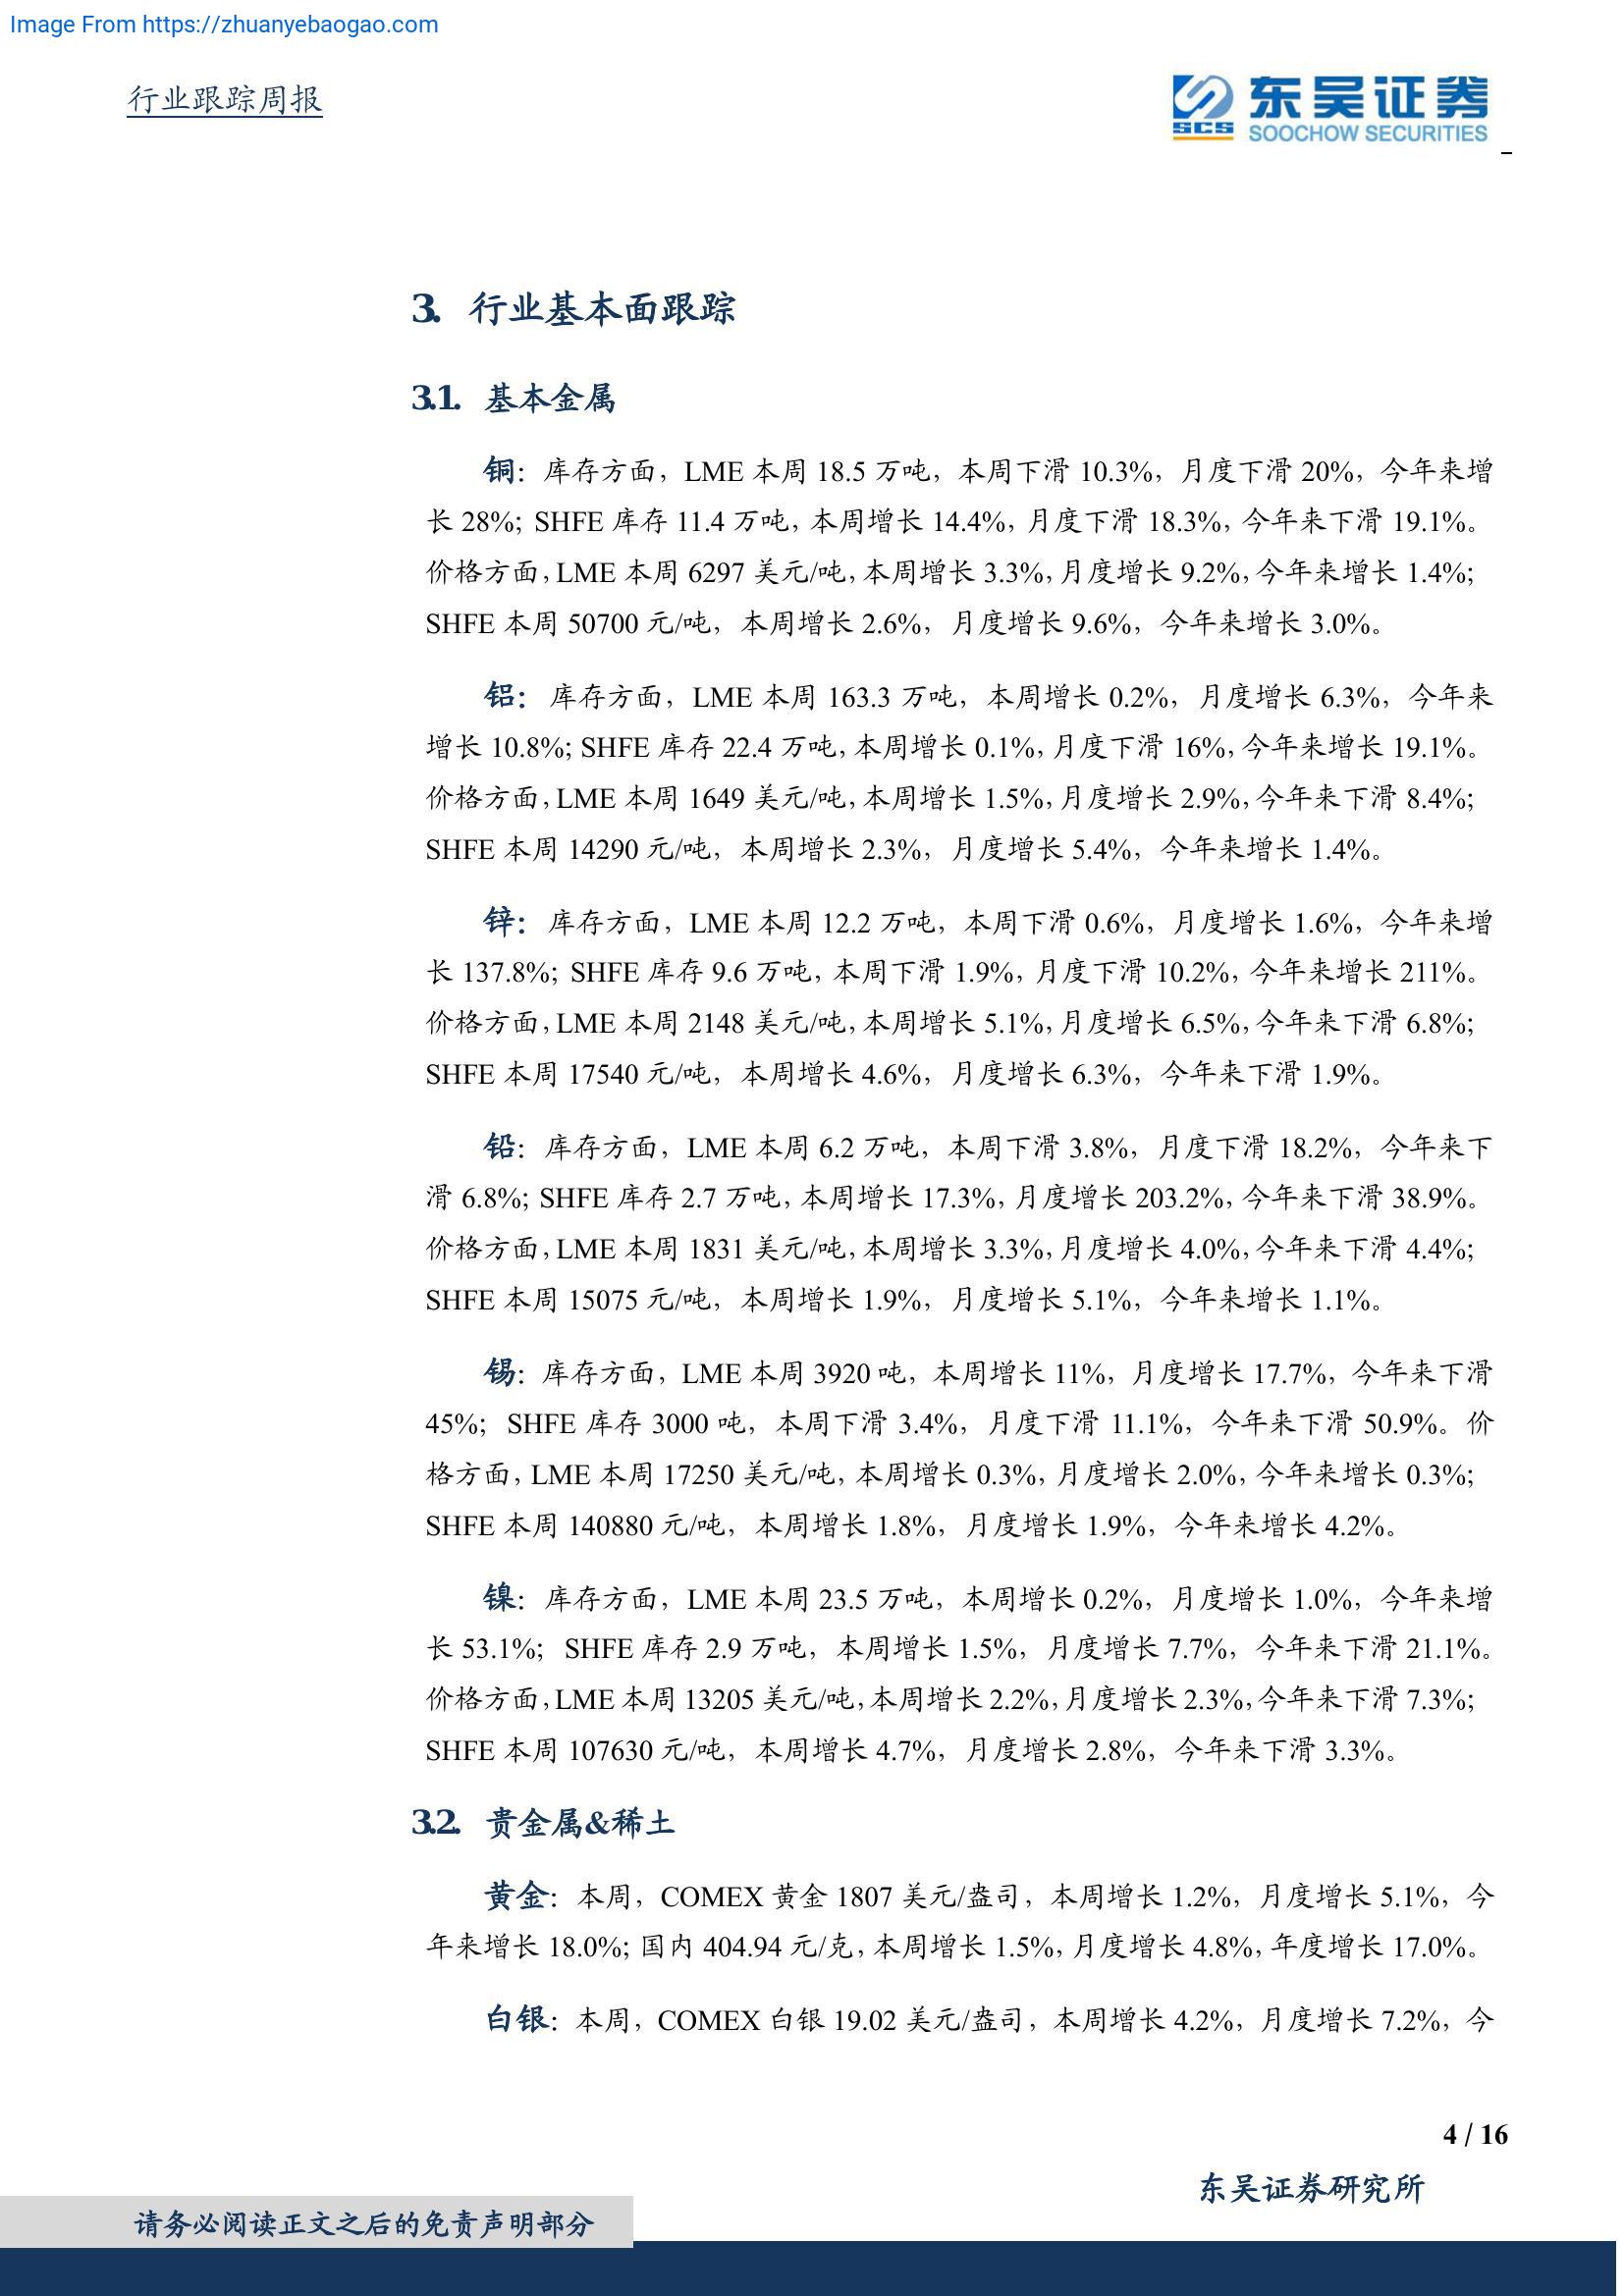 Image From https://zhuanyebaogao.com
行业跟踪周报
SCS
东吴证券
SOOCHOW SECURITIES
3. 行业基本面跟踪
3.1. 基本金属
铜：库存方面，LME 本周 18.5 万吨，本周下滑 10.3%，月度下滑 20%，今年来增
长 28%；SHFE 库存 11.4 万吨，本周增长 14.4%，月度下滑 18.3%，今年来下滑 19.1%。
价格方面，LME 本周 6297 美元/吨，本周增长 3.3%，月度增长 9.2%，今年来增长 1.4%；
SHFE 本周 50700 元/吨，本周增长 2.6%，月度增长 9.6%，今年来增长 3.0%。
铝：库存方面，LME 本周 163.3 万吨，本周增长 0.2%，月度增长 6.3%，今年来
增长 10.8%；SHFE 库存 22.4 万吨，本周增长 0.1%，月度下滑 16%，今年来增长 19.1%。
价格方面，LME 本周 1649 美元/吨，本周增长 1.5%，月度增长 2.9%，今年来下滑 8.4%；
SHFE 本周 14290 元/吨，本周增长 2.3%，月度增长 5.4%，今年来增长 1.4%。
锌：库存方面，LME 本周 12.2 万吨，本周下滑 0.6%，月度增长 1.6%，今年来增
长 137.8%；SHFE 库存 9.6 万吨，本周下滑 1.9%，月度下滑 10.2%，今年来增长 211%。
价格方面，LME 本周 2148 美元/吨，本周增长 5.1%，月度增长 6.5%，今年来下滑 6.8%；
SHFE 本周 17540 元/吨，本周增长 4.6%，月度增长 6.3%，今年来下滑 1.9%。
铅：库存方面，LME 本周 6.2 万吨，本周下滑 3.8%，月度下滑 18.2%，今年来下
滑 6.8%；SHFE 库存 2.7 万吨，本周增长 17.3%，月度增长 203.2%，今年来下滑 38.9%。
价格方面，LME 本周 1831 美元/吨，本周增长 3.3%，月度增长 4.0%，今年来下滑 4.4%；
SHFE 本周 15075 元/吨，本周增长 1.9%，月度增长 5.1%，今年来增长 1.1%。
锡：库存方面，LME 本周 3920 吨，本周增长 11%，月度增长 17.7%，今年来下滑
45%；SHFE 库存 3000 吨，本周下滑 3.4%，月度下滑 11.1%，今年来下滑 50.9%。价
格方面，LME 本周 17250 美元/吨，本周增长 0.3%，月度增长 2.0%，今年来增长 0.3%；
SHFE 本周 140880 元/吨，本周增长 1.8%，月度增长 1.9%，今年来增长 4.2%。
镍：库存方面，LME 本周 23.5 万吨，本周增长 0.2%，月度增长 1.0%，今年来增
长 53.1%；SHFE 库存 2.9 万吨，本周增长 1.5%，月度增长 7.7%，今年来下滑 21.1%。
价格方面，LME 本周 13205 美元/吨，本周增长 2.2%，月度增长 2.3%，今年来下滑 7.3%；
SHFE 本周 107630 元/吨，本周增长 4.7%，月度增长 2.8%，今年来下滑 3.3%。
3.2. 贵金属&稀土
黄金：本周，COMEX 黄金 1807 美元/盎司，本周增长 1.2%，月度增长 5.1%，今
年来增长 18.0%；国内 404.94 元/克，本周增长 1.5%，月度增长 4.8%，年度增长 17.0%。
白银：本周，COMEX 白银 19.02 美元/盎司，本周增长 4.2%，月度增长 7.2%，今
4 / 16
东吴证券研究所
请务必阅读正文之后的免责声明部分